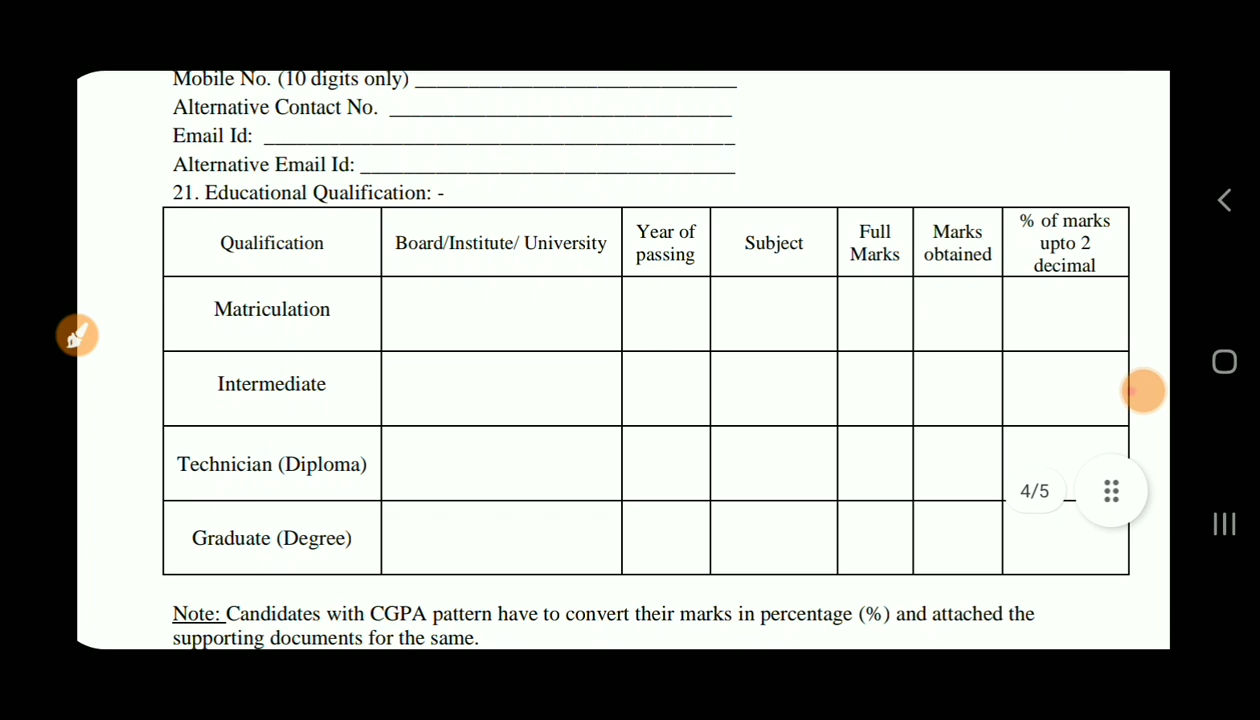 Mobile No. (10 digits only) ______________________________
Alternative Contact No. ________________________________
Email Id: ____________________________________________
Alternative Email Id: ___________________________________
21. Educational Qualification: -
Qualification Board/Institute/ University Year of passing Subject Full Marks Marks obtained % of marks upto 2 decimal
Matriculation
Intermediate
Technician (Diploma)
4/5
Graduate (Degree)
Note: Candidates with CGPA pattern have to convert their marks in percentage (%) and attached the
supporting documents for the same.